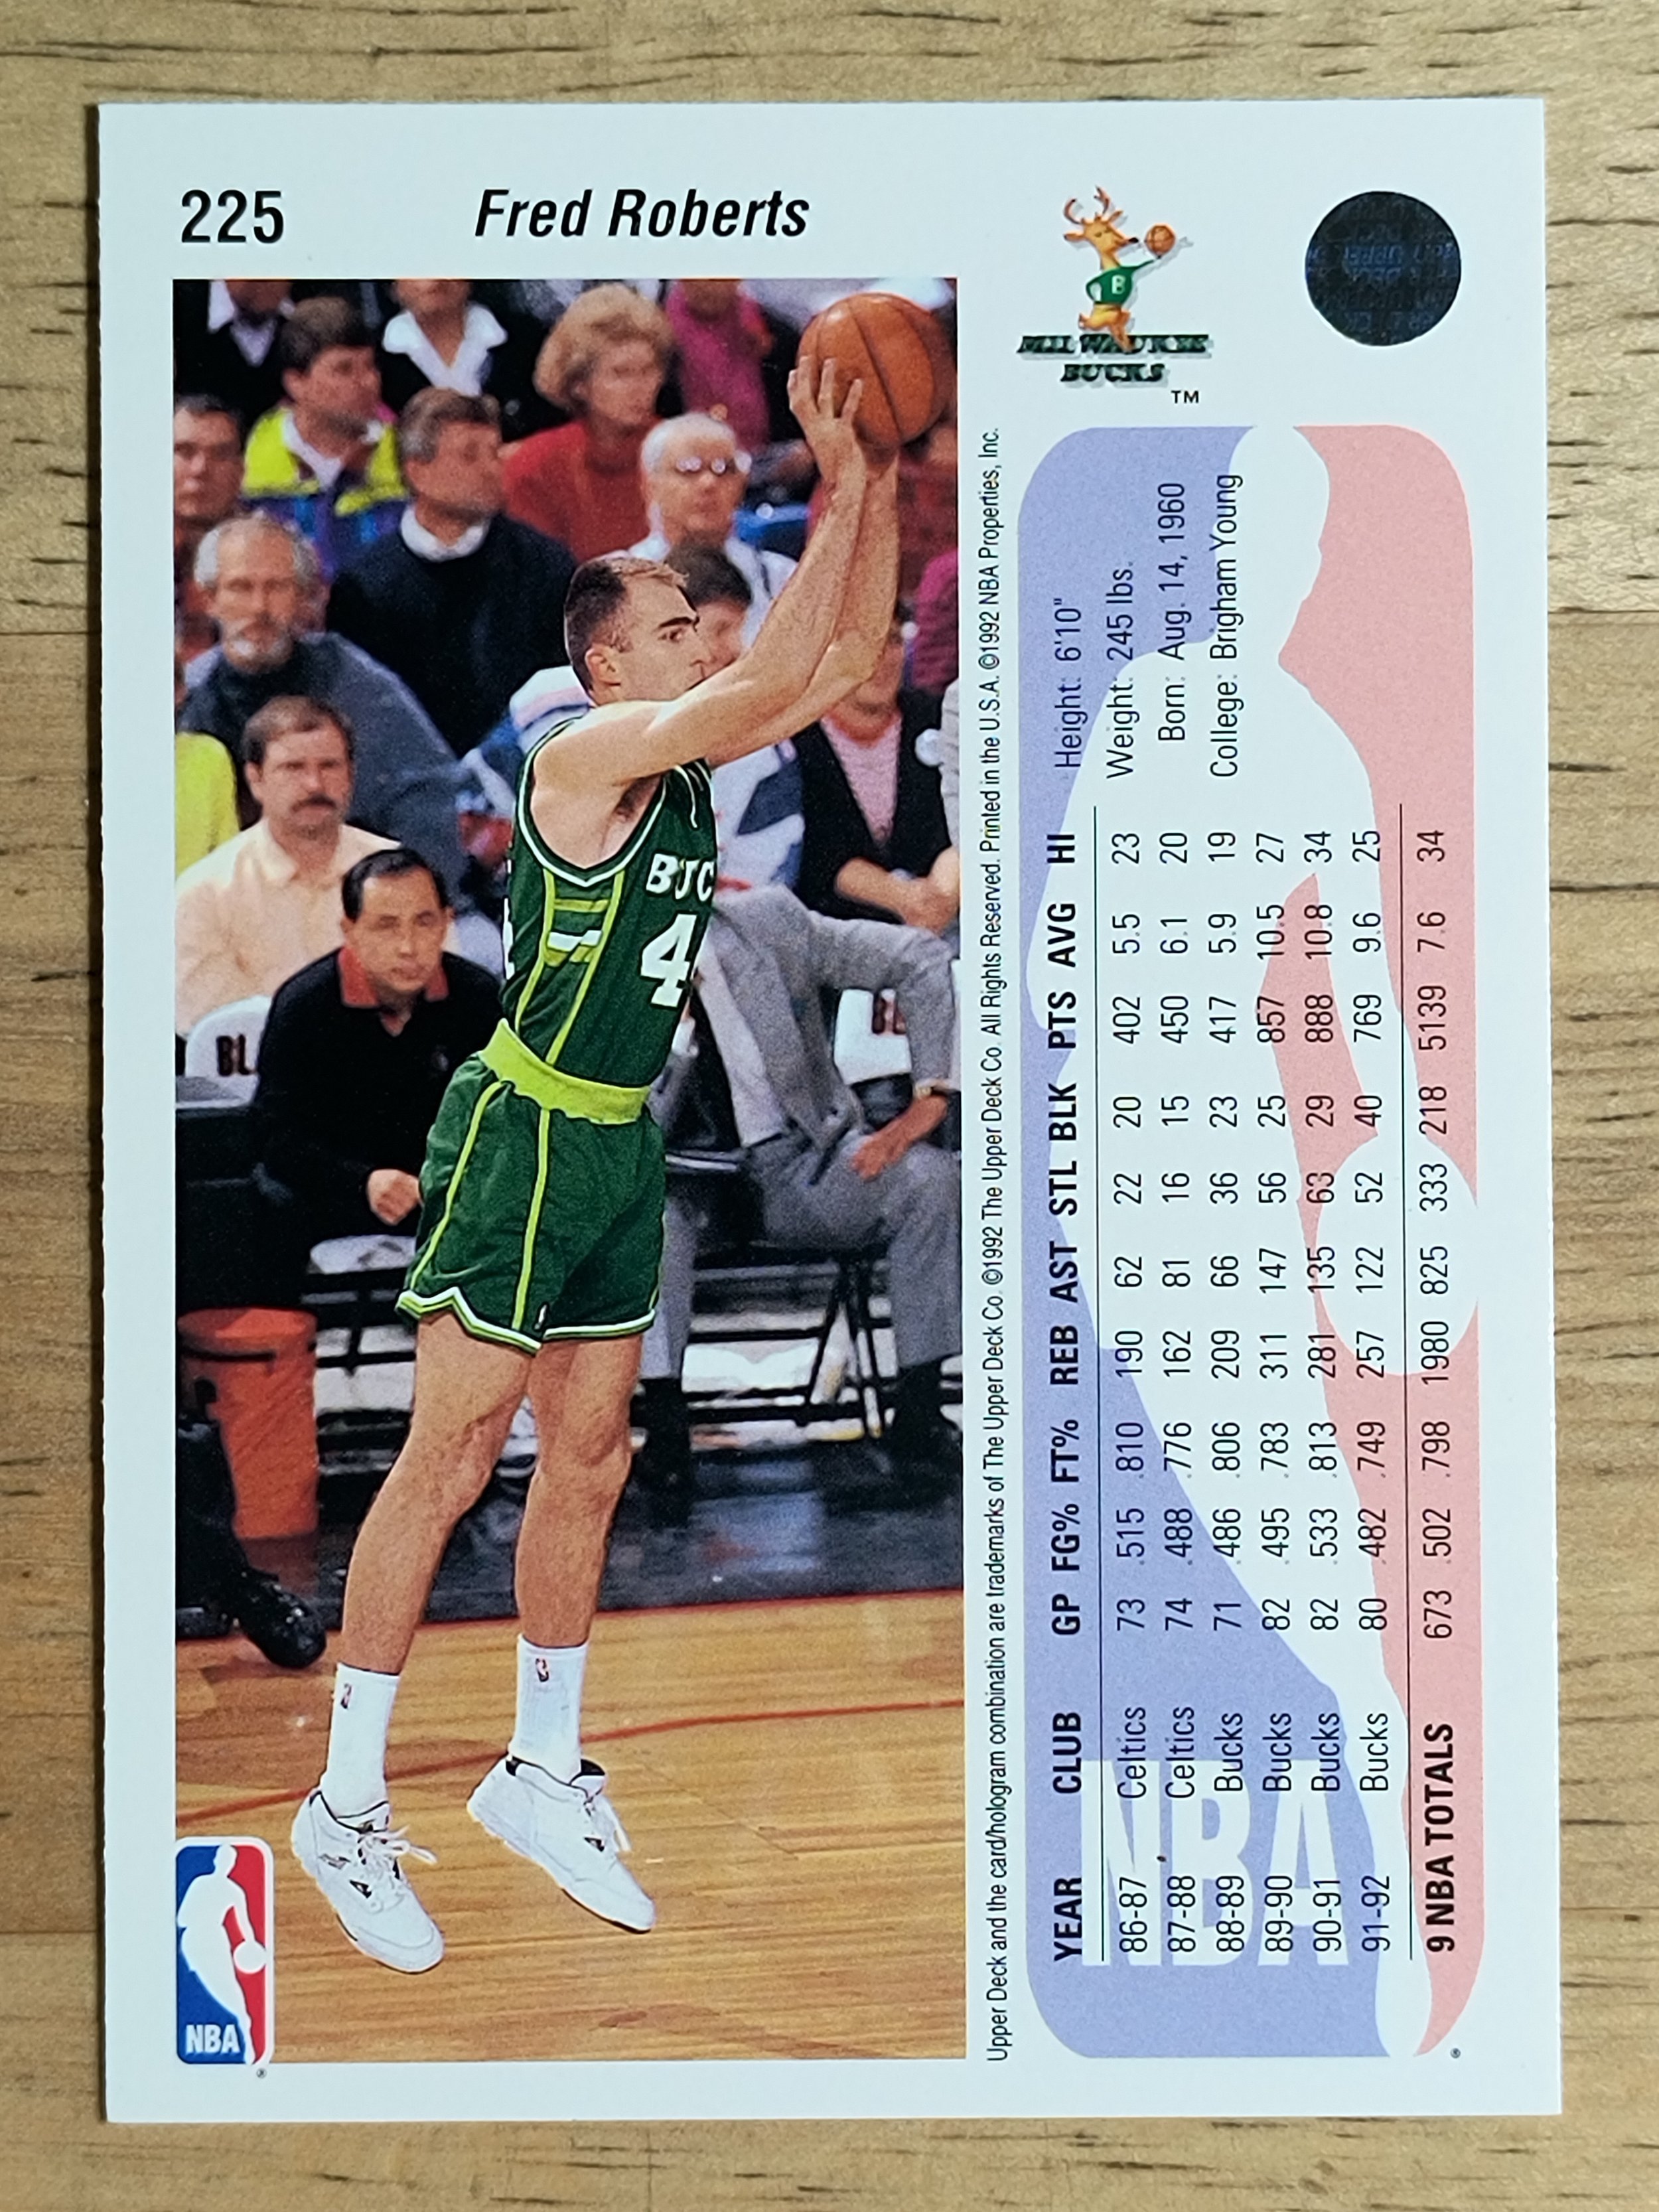 225 Fred Roberts
MILWAUKEE
BUCKS
TM
BL
BUC
4
NBA
®
Upper Deck and the card/hologram combination are trademarks of The Upper Deck Co. ©1992 The Upper Deck Co. All Rights Reserved. Printed in the U.S.A. ©1992 NBA Properties, Inc.
Height: 6'10"
Weight: 245 lbs.
Born: Aug. 14, 1960
College: Brigham Young
YEAR CLUB GP FG% FT% REB AST STL BLK PTS AVG HI
86-87 Celtics 73 .515 .810 190 62 22 20 402 5.5 23
87-88 Celtics 74 .488 .776 162 81 16 15 450 6.1 20
88-89 Bucks 71 .486 .806 209 66 36 23 417 5.9 19
89-90 Bucks 82 .495 .783 311 147 56 25 857 10.5 27
90-91 Bucks 82 .533 .813 281 135 63 29 888 10.8 34
91-92 Bucks 80 .482 .749 257 122 52 40 769 9.6 25
9 NBA TOTALS 673 .502 .798 1980 825 333 218 5139 7.6 34
NBA
®